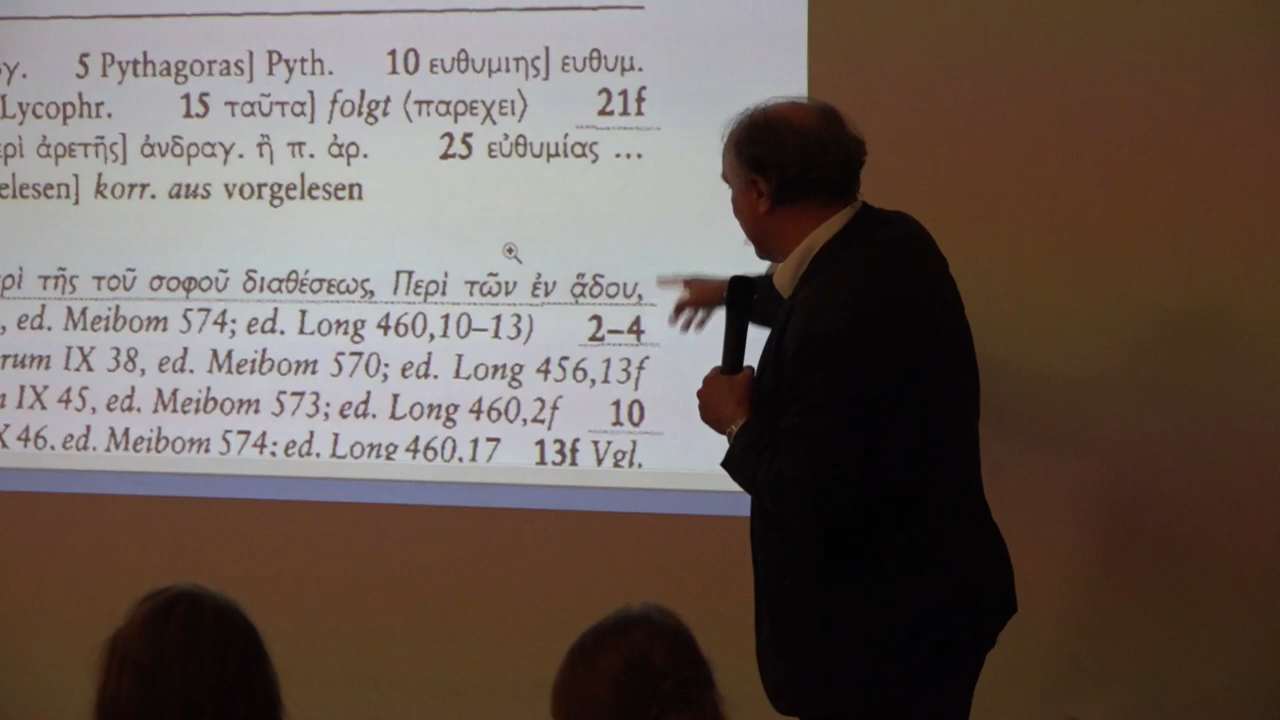 γ. 5 Pythagoras] Pyth. 10 ευθυμιης] ευθυμ.
Lycophr. 15 ταῦτα] folgt ⟨παρεχει⟩ 21f
ρὶ ἀρετῆς] ἀνδραγ. ἢ π. ἀρ. 25 εὐθυμίας ...
elesen] korr. aus vorgelesen
ρὶ τῆς τοῦ σοφοῦ διαθέσεως, Περὶ τῶν ἐν ᾅδου,
, ed. Meibom 574; ed. Long 460,10–13) 2–4
rum IX 38, ed. Meibom 570; ed. Long 456,13f
IX 45, ed. Meibom 573; ed. Long 460,2f 10
X 46. ed. Meibom 574; ed. Long 460.17 13f Vgl.